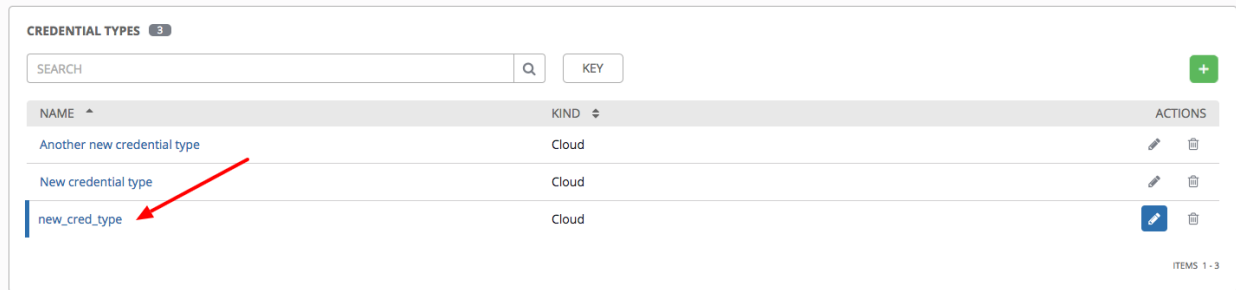 CREDENTIAL TYPES 3
SEARCH KEY +
NAME KIND ACTIONS
Another new credential type Cloud
New credential type Cloud
new_cred_type Cloud
ITEMS 1 - 3